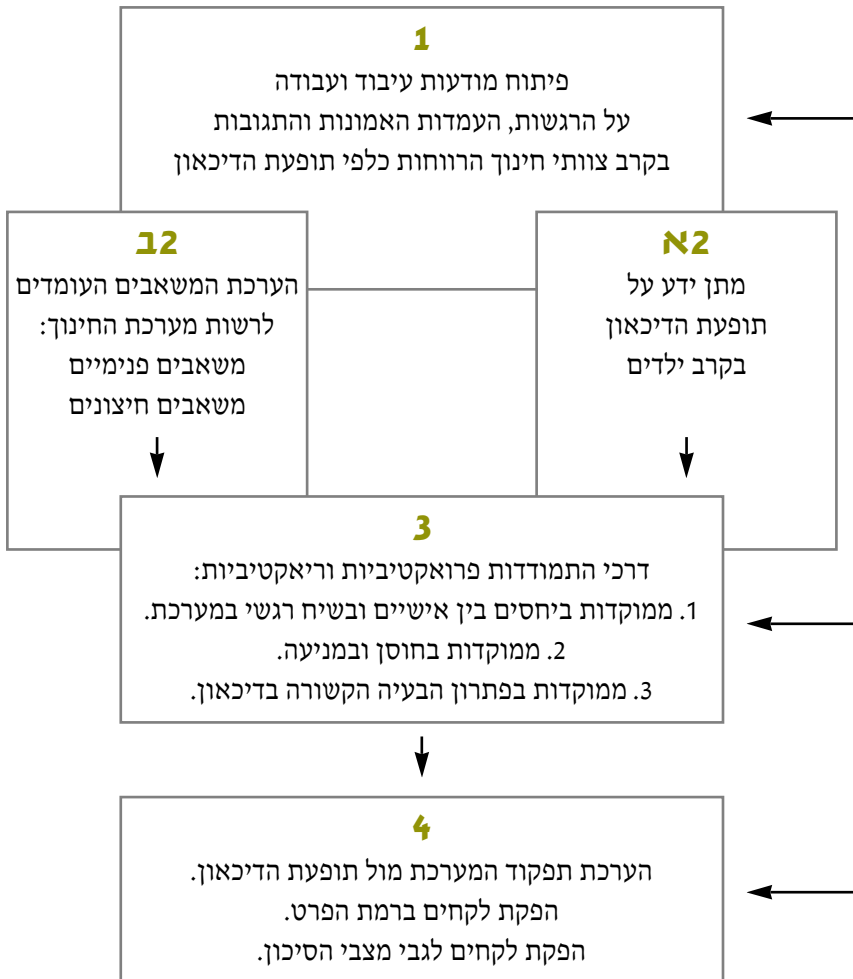 1
פיתוח מודעות עיבוד ועבודה
על הרגשות, העמדות האמונות והתגובות
בקרב צוותי חינוך הרווחות כלפי תופעת הדיכאון
2א
מתן ידע על
תופעת הדיכאון
בקרב ילדים
2ב
הערכת המשאבים העומדים
לרשות מערכת החינוך:
משאבים פנימיים
משאבים חיצונים
3
דרכי התמודדות פרואקטיביות וריאקטיביות:
1. ממוקדות ביחסים בין אישיים ובשיח רגשי במערכת.
2. ממוקדות בחוסן ובמניעה.
3. ממוקדות בפתרון הבעיה הקשורה בדיכאון.
4
הערכת תפקוד המערכת מול תופעת הדיכאון.
הפקת לקחים ברמת הפרט.
הפקת לקחים לגבי מצבי הסיכון.